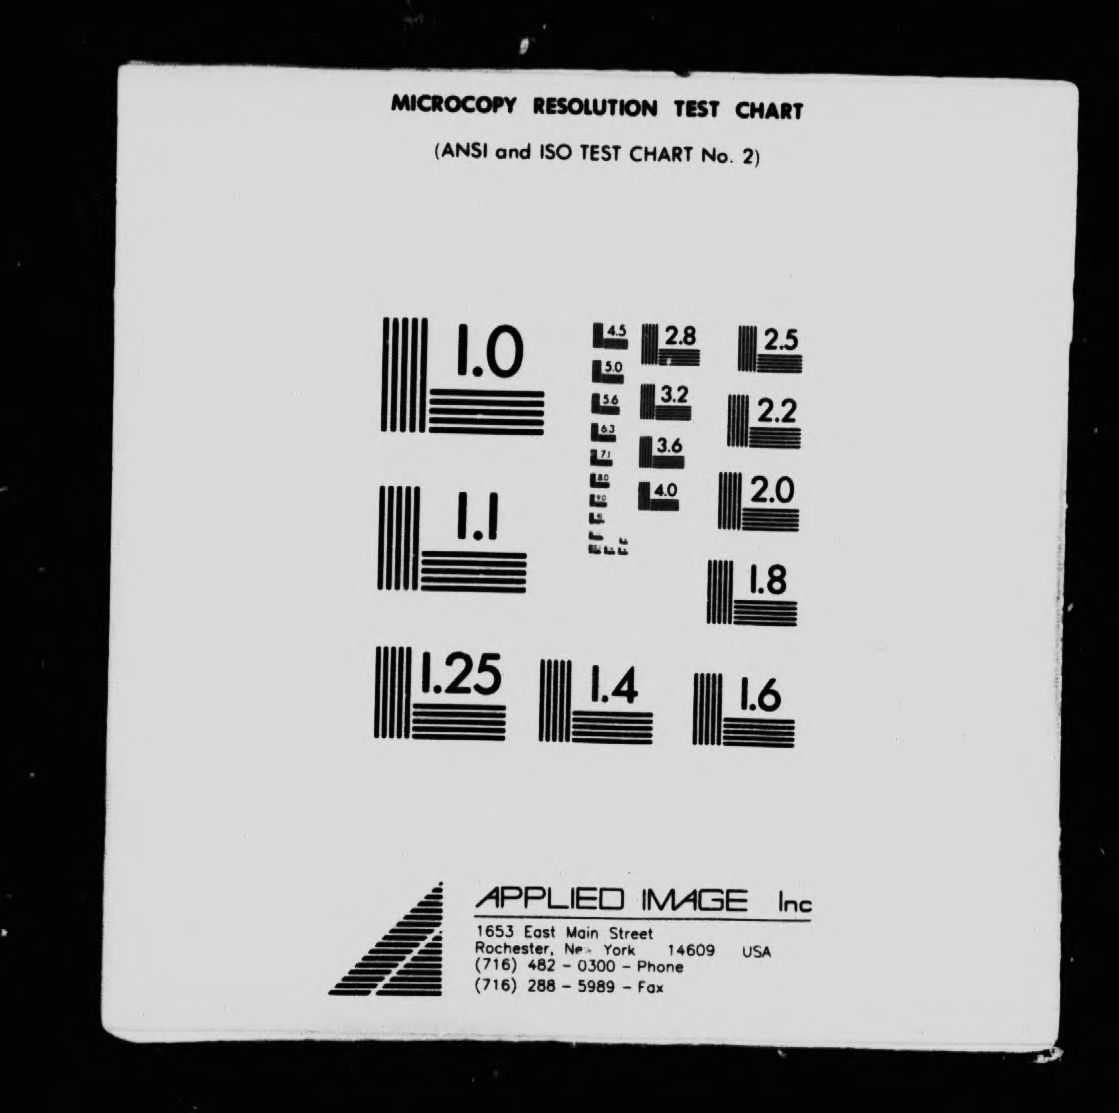 MICROCOPY RESOLUTION TEST CHART
(ANSI and ISO TEST CHART No. 2)
1.0
1.1
1.25
1.4
1.6
1.8
2.0
2.2
2.5
2.8
3.2
3.6
4.0
4.5
5.0
5.6
6.3
7.1
8.0
9.0
APPLIED IMAGE Inc
1653 East Main Street
Rochester, York 14609 USA
(716) 482 - 0300 - Phone
(716) 288 - 5989 - Fax